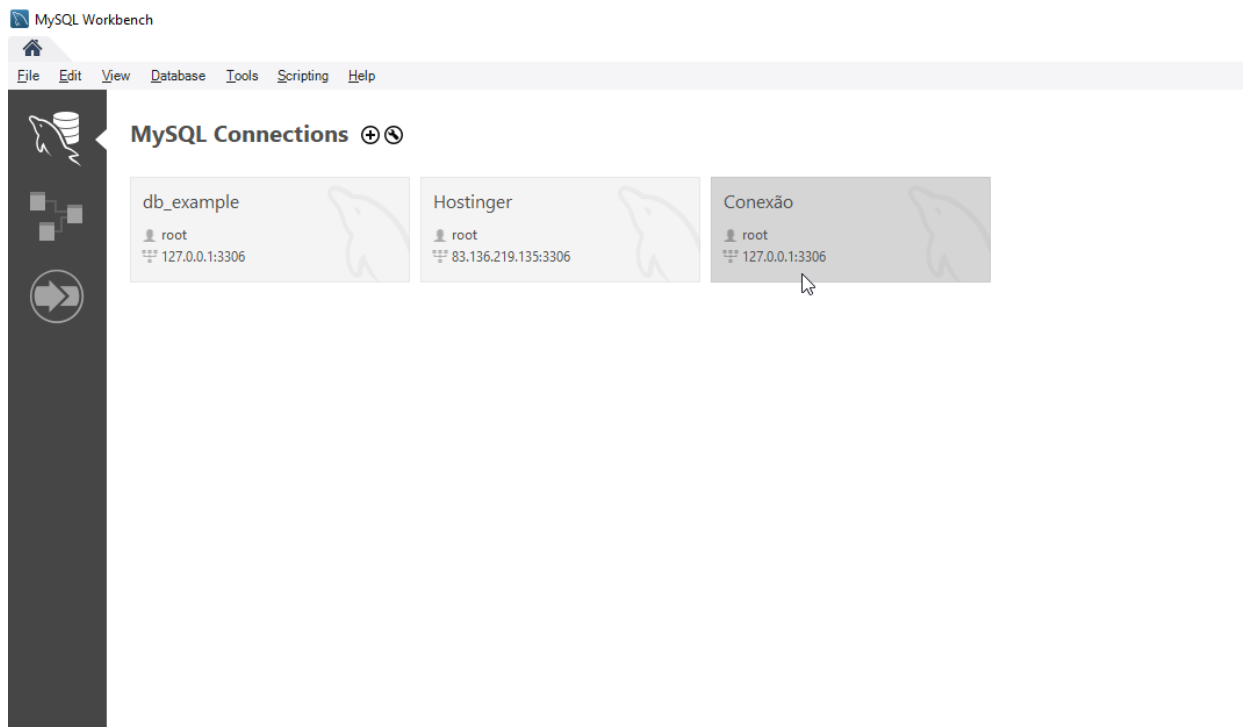 MySQL Workbench
File Edit View Database Tools Scripting Help
MySQL Connections
db_example
root
127.0.0.1:3306
Hostinger
root
83.136.219.135:3306
Conexão
root
127.0.0.1:3306